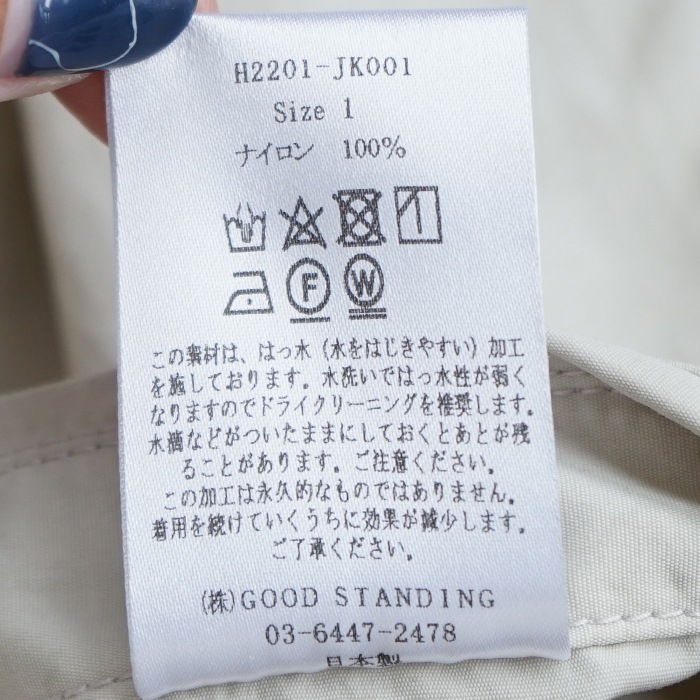 H2201-JK001
Size 1
ナイロン 100%
F W
この素材は、はっ水（水をはじきやすい）加工
を施しております。水洗いではっ水性が弱く
なりますのでドライクリーニングを推奨します。
水滴などがついたままにしておくとあとが残
ることがあります。ご注意ください。
この加工は永久的なものではありません。
着用を続けていくうちに効果が減少します。
ご了承ください。
(株)GOOD STANDING
03-6447-2478
日本製